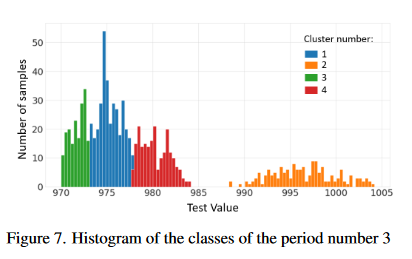 Cluster number:
1
2
3
4
50
40
30
20
10
0
Number of samples
970 975 980 985 990 995 1000 1005
Test Value
Figure 7. Histogram of the classes of the period number 3